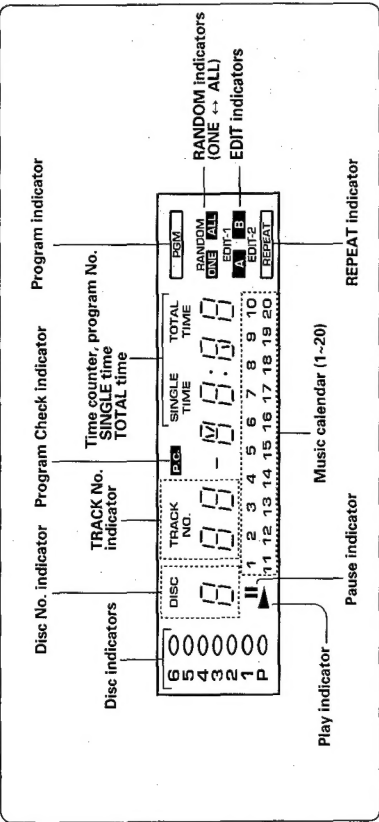 Disc No. indicator
TRACK No.
indicator
Program Check indicator
Time counter, program No.
SINGLE time
TOTAL time
Program indicator
Disc indicators
RANDOM indicators
(ONE ↔ ALL)
EDIT indicators
6
5
4
3
2
1
P
DISC
8
TRACK
NO.
88
P.C.
SINGLE
TIME
TOTAL
TIME
-88:88
PGM
RANDOM
ONE ALL
EDIT-1
A B
EDIT-2
REPEAT
1 2 3 4 5 6 7 8 9 10
11 12 13 14 15 16 17 18 19 20
Play indicator
Pause indicator
Music calendar (1~20)
REPEAT indicator